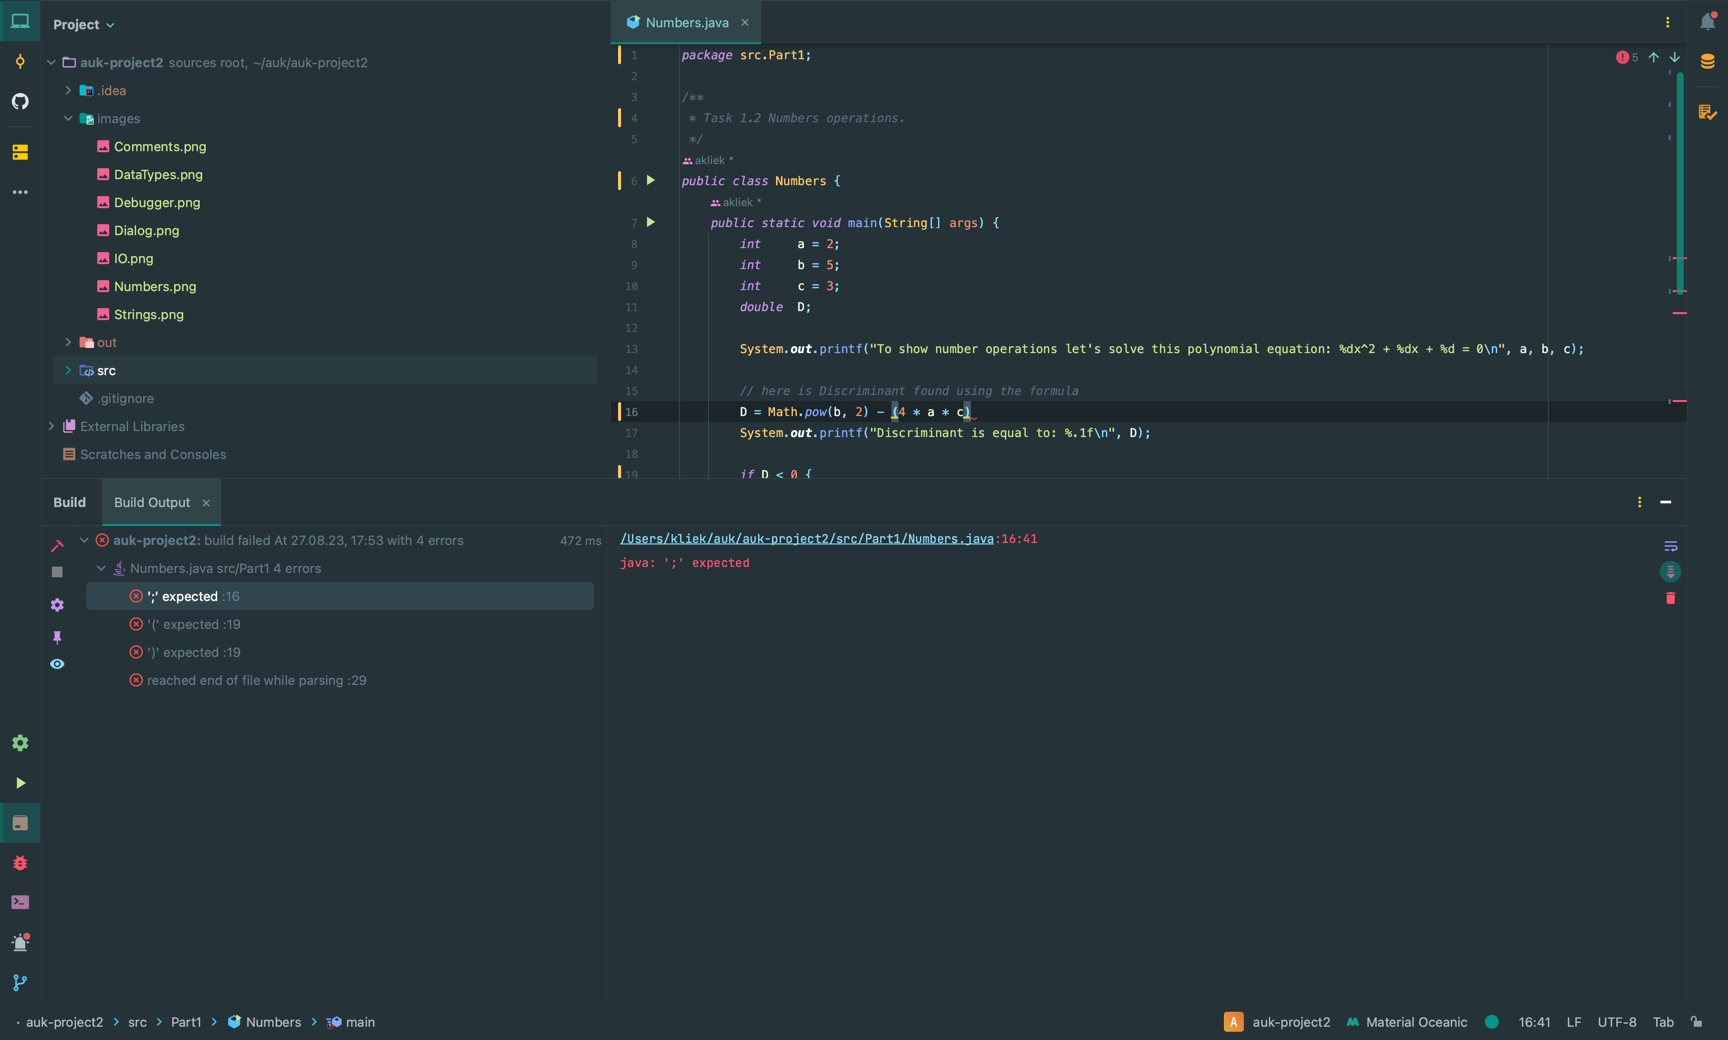 Project
auk-project2 sources root, ~/auk/auk-project2
.idea
images
Comments.png
DataTypes.png
Debugger.png
Dialog.png
IO.png
Numbers.png
Strings.png
out
src
.gitignore
External Libraries
Scratches and Consoles
Numbers.java
5
1 package src.Part1;
2
3 /**
4 * Task 1.2 Numbers operations.
5 */
akliek *
6 public class Numbers {
akliek *
7 public static void main(String[] args) {
8 int a = 2;
9 int b = 5;
10 int c = 3;
11 double D;
12
13 System.out.printf("To show number operations let's solve this polynomial equation: %dx^2 + %dx + %d = 0\n", a, b, c);
14
15 // here is Discriminant found using the formula
16 D = Math.pow(b, 2) - (4 * a * c)
17 System.out.printf("Discriminant is equal to: %.1f\n", D);
18
19 if D < 0 {
Build
Build Output
auk-project2: build failed At 27.08.23, 17:53 with 4 errors 472 ms
Numbers.java src/Part1 4 errors
';' expected :16
'(' expected :19
')' expected :19
reached end of file while parsing :29
/Users/kliek/auk/auk-project2/src/Part1/Numbers.java:16:41
java: ';' expected
auk-project2 src Part1 Numbers main
A auk-project2 Material Oceanic 16:41 LF UTF-8 Tab